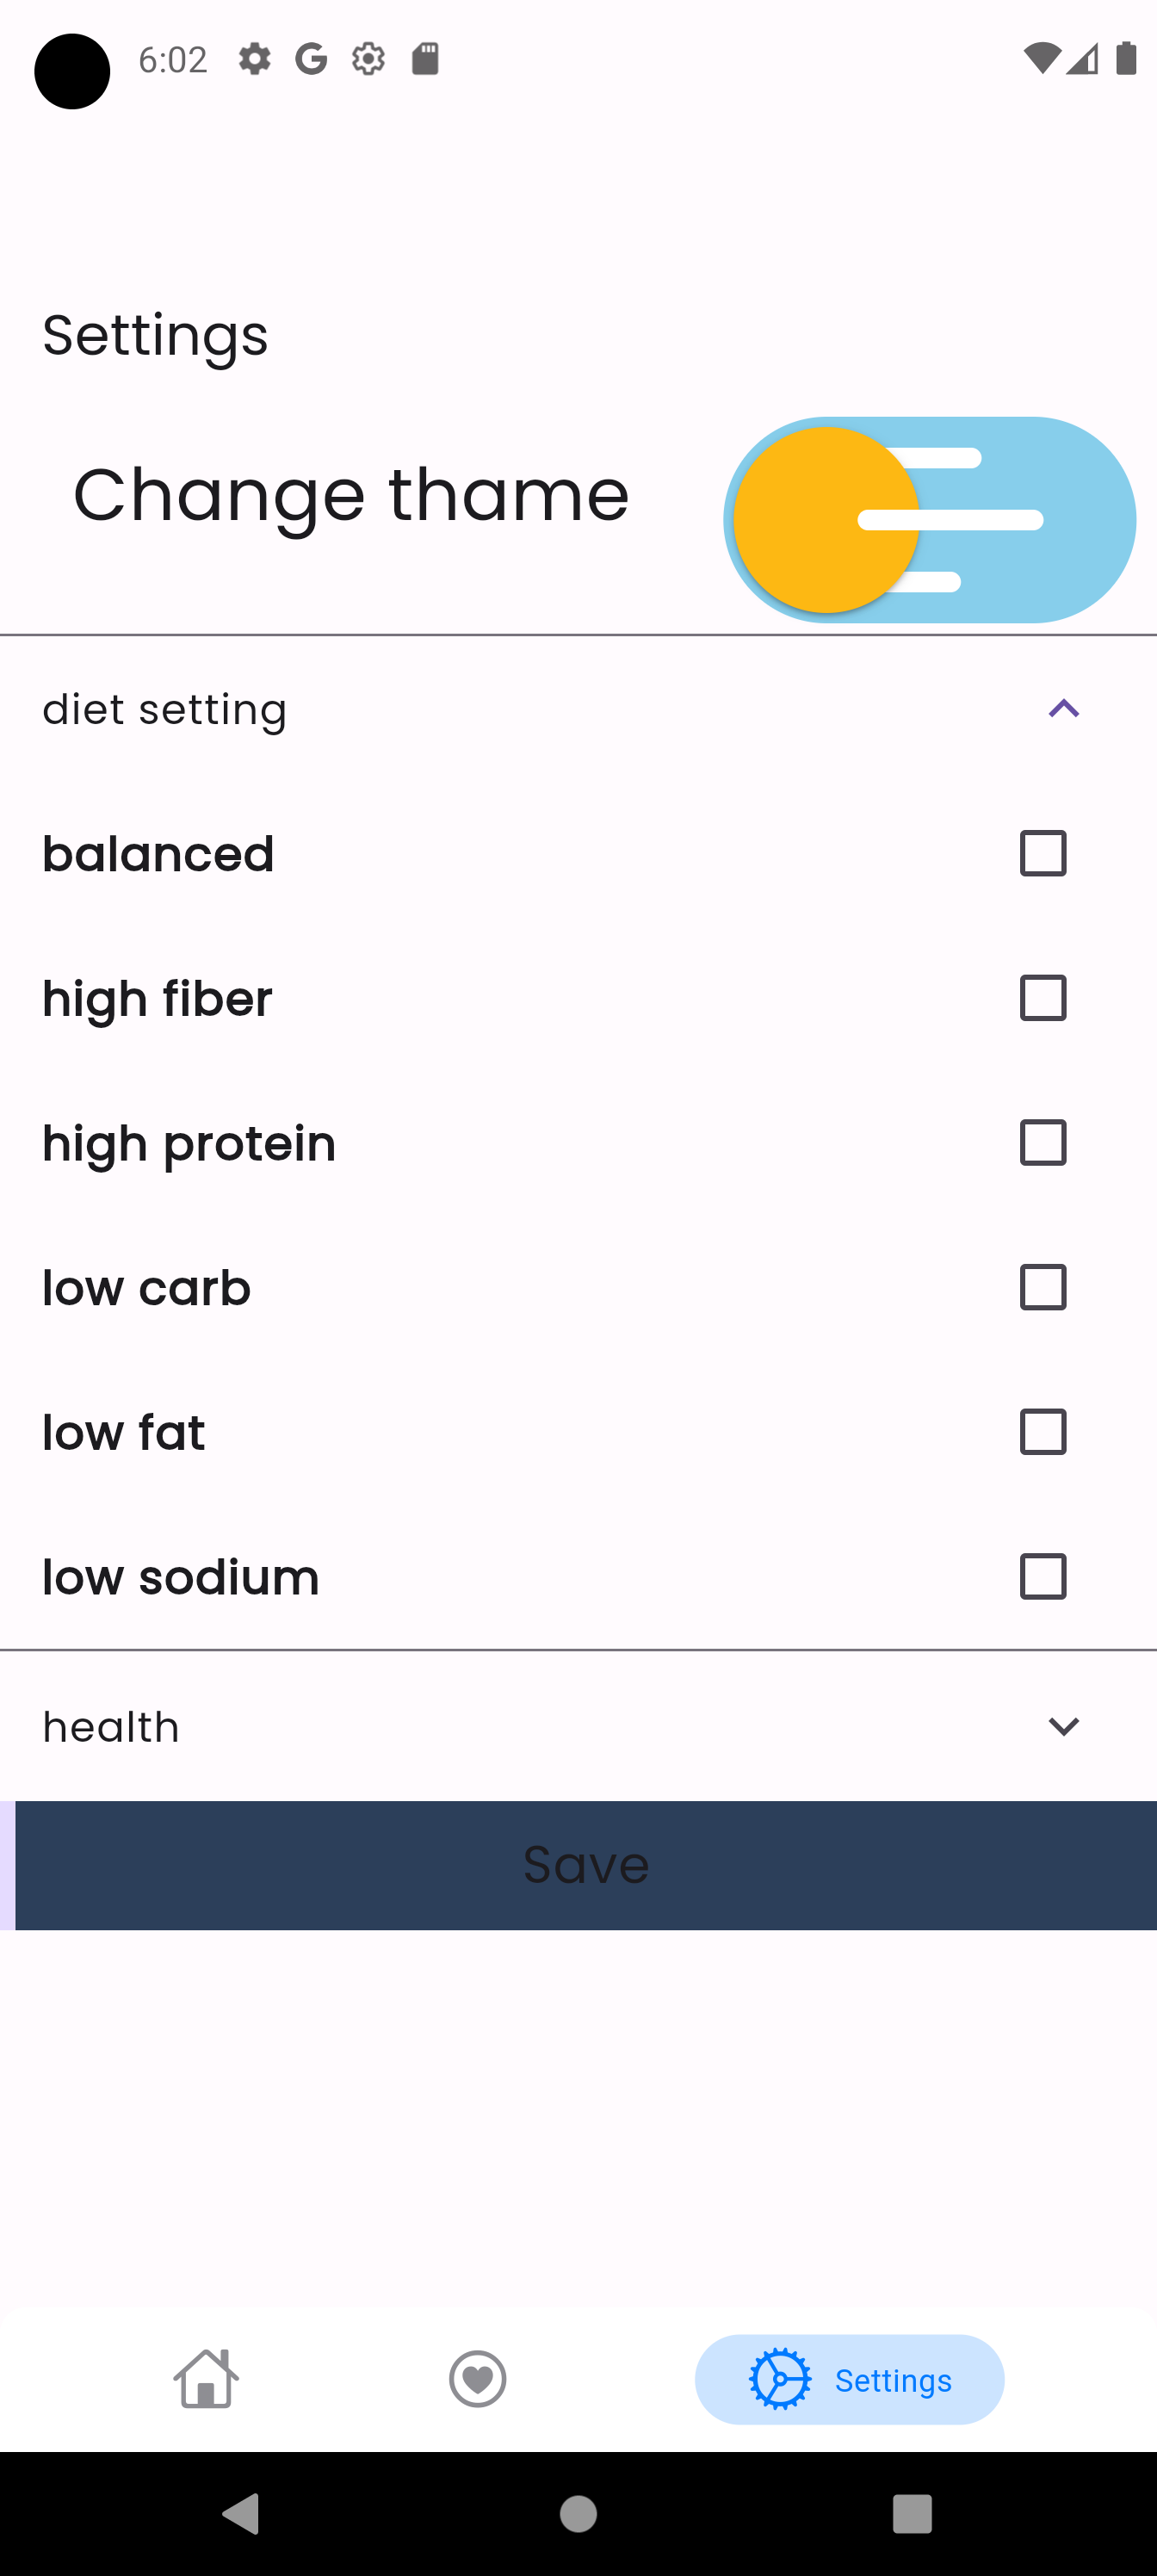 6:02
Settings
Change thame
diet setting
balanced
high fiber
high protein
low carb
low fat
low sodium
health
Save
Settings